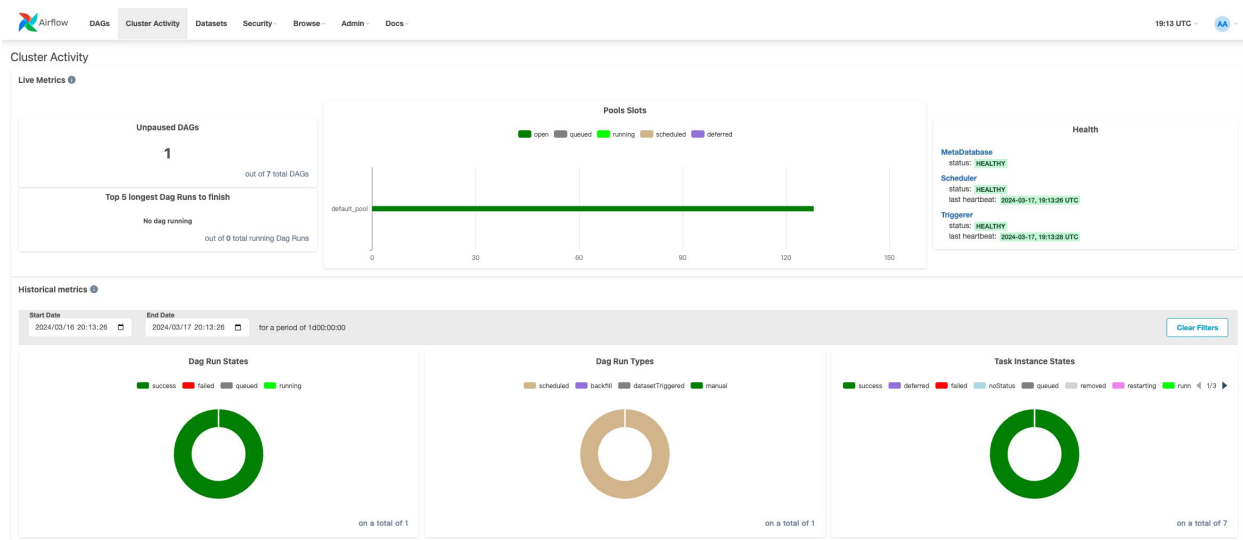 Airflow DAGs Cluster Activity Datasets Security Browse Admin Docs 19:13 UTC AA
Cluster Activity
Live Metrics
Unpaused DAGs
1
out of 7 total DAGs
Top 5 longest Dag Runs to finish
No dag running
out of 0 total running Dag Runs
Pools Slots
open queued running scheduled deferred
default_pool
0 30 60 90 120 150
Health
MetaDatabase
status: HEALTHY
Scheduler
status: HEALTHY
last heartbeat: 2024-03-17, 19:13:26 UTC
Triggerer
status: HEALTHY
last heartbeat: 2024-03-17, 19:13:28 UTC
Historical metrics
Start Date End Date
2024/03/16 20:13:26 2024/03/17 20:13:26 for a period of 1d00:00:00 Clear Filters
Dag Run States
success failed queued running
on a total of 1
Dag Run Types
scheduled backfill datasetTriggered manual
on a total of 1
Task Instance States
success deferred failed noStatus queued removed restarting runn 1/3
on a total of 7